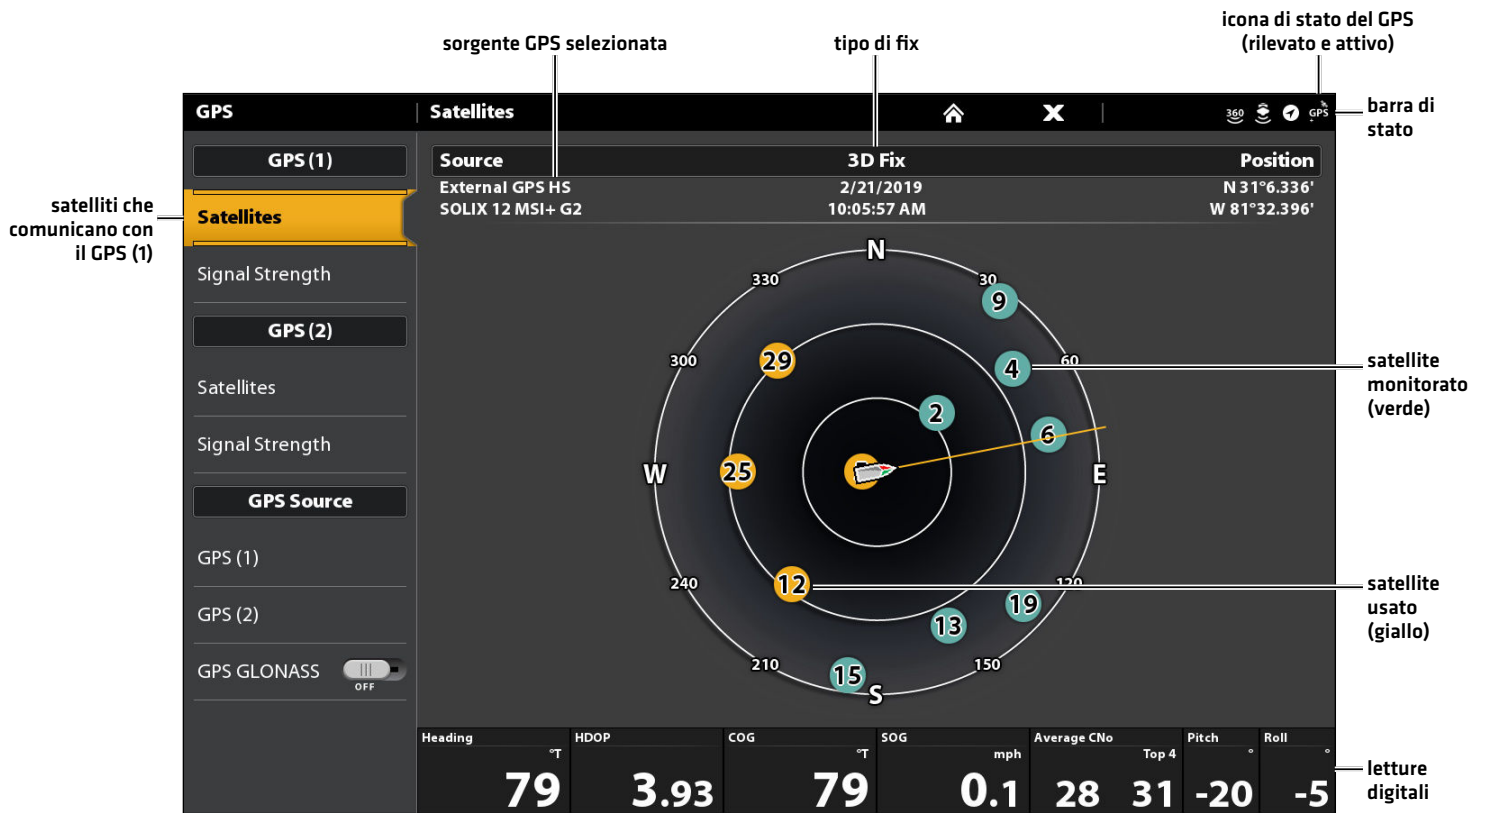 icona di stato del GPS
(rilevato e attivo)
sorgente GPS selezionata
tipo di fix
barra di
stato
GPS
Satellites
360
GPS
GPS (1)
Source
3D Fix
Position
External GPS HS
2/21/2019
N 31°6.336'
SOLIX 12 MSI+ G2
10:05:57 AM
W 81°32.396'
satelliti che
comunicano con
il GPS (1)
Satellites
Signal Strength
GPS (2)
Satellites
Signal Strength
GPS Source
GPS (1)
GPS (2)
GPS GLONASS
OFF
N
330
30
9
300
29
4
60
2
6
W
25
E
12
240
120
19
13
210
15
150
S
satellite
monitorato
(verde)
satellite
usato
(giallo)
Heading
°T
79
HDOP
3.93
COG
°T
79
SOG
mph
0.1
Average CNo
Top 4
28
31
Pitch
°
-20
Roll
°
-5
letture
digitali